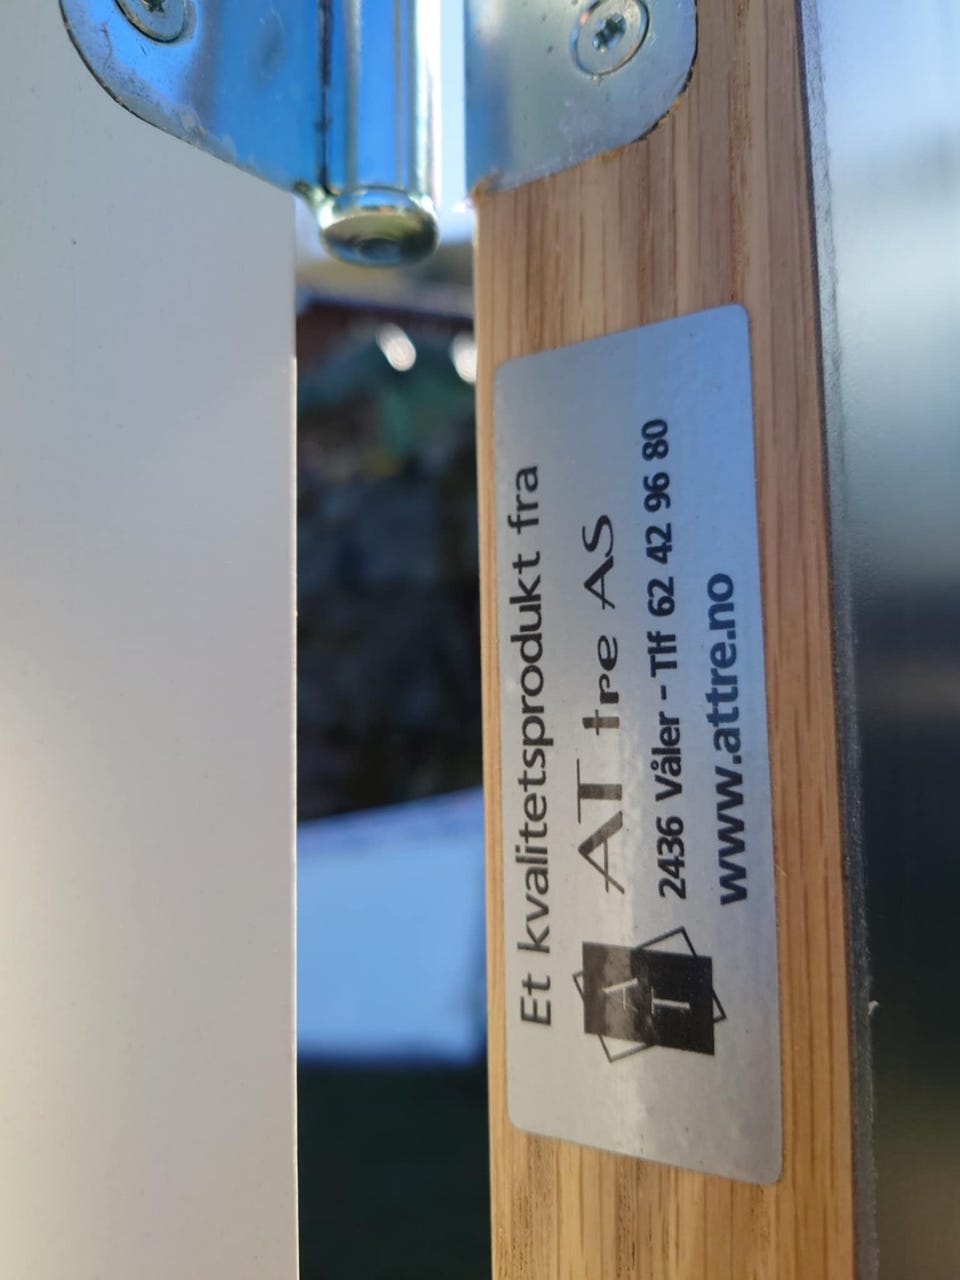 Et kvalitetsprodukt fra
AT tre AS
2436 Våler - Tlf 62 42 96 80
www.attre.no
A
T